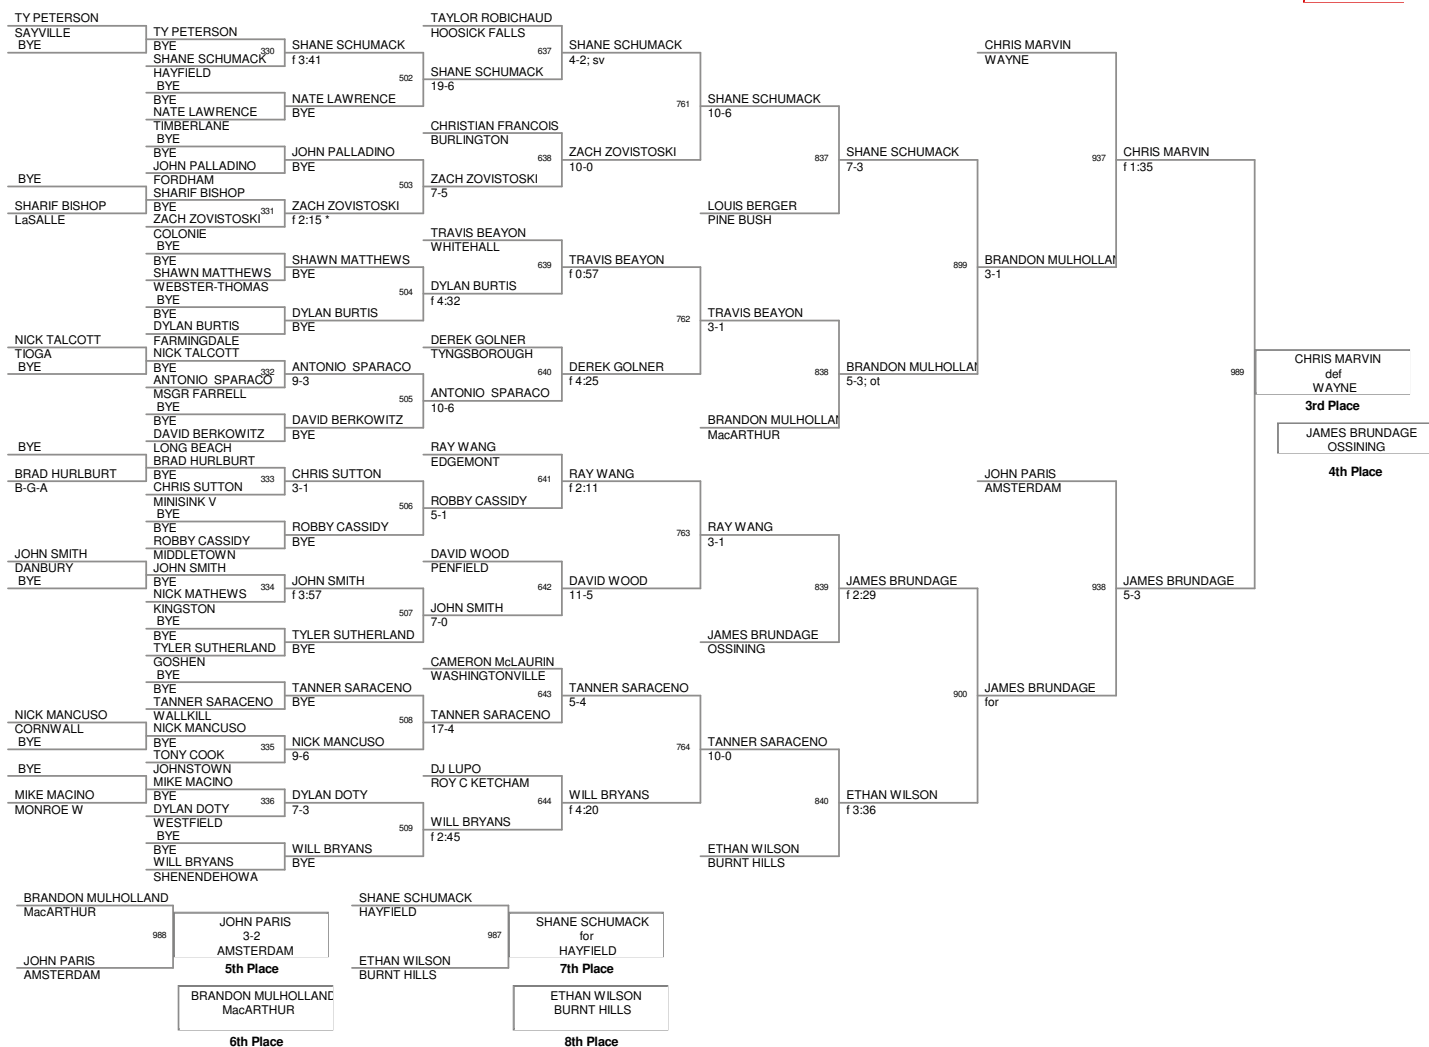 TY PETERSON
SAYVILLE
BYE
BYE
SHARIF BISHOP
LaSALLE
NICK TALCOTT
TIOGA
BYE
BYE
BRAD HURLBURT
B-G-A
JOHN SMITH
DANBURY
BYE
NICK MANCUSO
CORNWALL
BYE
BYE
MIKE MACINO
MONROE W
TY PETERSON
BYE
330
SHANE SCHUMACK
HAYFIELD
BYE
BYE
NATE LAWRENCE
TIMBERLANE
BYE
BYE
JOHN PALLADINO
FORDHAM
SHARIF BISHOP
BYE
331
ZACH ZOVISTOSKI
COLONIE
BYE
BYE
SHAWN MATTHEWS
WEBSTER-THOMAS
BYE
BYE
DYLAN BURTIS
FARMINGDALE
NICK TALCOTT
BYE
332
ANTONIO SPARACO
MSGR FARRELL
BYE
BYE
DAVID BERKOWITZ
LONG BEACH
BRAD HURLBURT
BYE
333
CHRIS SUTTON
MINISINK V
BYE
BYE
ROBBY CASSIDY
MIDDLETOWN
JOHN SMITH
BYE
334
NICK MATHEWS
KINGSTON
BYE
BYE
TYLER SUTHERLAND
GOSHEN
BYE
BYE
TANNER SARACENO
WALLKILL
NICK MANCUSO
BYE
335
TONY COOK
JOHNSTOWN
MIKE MACINO
BYE
336
DYLAN DOTY
WESTFIELD
BYE
BYE
WILL BRYANS
SHENENDEHOWA
SHANE SCHUMACK
f 3:41
502
NATE LAWRENCE
BYE
JOHN PALLADINO
BYE
503
ZACH ZOVISTOSKI
f 2:15 *
SHAWN MATTHEWS
BYE
504
DYLAN BURTIS
BYE
ANTONIO SPARACO
9-3
505
DAVID BERKOWITZ
BYE
CHRIS SUTTON
3-1
506
ROBBY CASSIDY
BYE
JOHN SMITH
f 3:57
507
TYLER SUTHERLAND
BYE
TANNER SARACENO
BYE
508
NICK MANCUSO
9-6
DYLAN DOTY
7-3
509
WILL BRYANS
BYE
TAYLOR ROBICHAUD
HOOSICK FALLS
637
SHANE SCHUMACK
19-6
CHRISTIAN FRANCOIS
BURLINGTON
638
ZACH ZOVISTOSKI
7-5
TRAVIS BEAYON
WHITEHALL
639
DYLAN BURTIS
f 4:32
DEREK GOLNER
TYNGSBOROUGH
640
ANTONIO SPARACO
10-6
RAY WANG
EDGEMONT
641
ROBBY CASSIDY
5-1
DAVID WOOD
PENFIELD
642
JOHN SMITH
7-0
CAMERON McLAURIN
WASHINGTONVILLE
643
TANNER SARACENO
17-4
DJ LUPO
ROY C KETCHAM
644
WILL BRYANS
f 2:45
SHANE SCHUMACK
4-2; sv
761
ZACH ZOVISTOSKI
10-0
TRAVIS BEAYON
f 0:57
762
DEREK GOLNER
f 4:25
RAY WANG
f 2:11
763
DAVID WOOD
11-5
TANNER SARACENO
5-4
764
WILL BRYANS
f 4:20
SHANE SCHUMACK
10-6
837
LOUIS BERGER
PINE BUSH
TRAVIS BEAYON
3-1
838
BRANDON MULHOLLAN
MacARTHUR
RAY WANG
3-1
839
JAMES BRUNDAGE
OSSINING
TANNER SARACENO
10-0
840
ETHAN WILSON
BURNT HILLS
SHANE SCHUMACK
7-3
899
BRANDON MULHOLLAN
5-3; ot
JAMES BRUNDAGE
f 2:29
900
ETHAN WILSON
f 3:36
CHRIS MARVIN
WAYNE
937
BRANDON MULHOLLAN
3-1
JOHN PARIS
AMSTERDAM
938
JAMES BRUNDAGE
for
CHRIS MARVIN
f 1:35
989
JAMES BRUNDAGE
5-3
CHRIS MARVIN
def
WAYNE
3rd Place
JAMES BRUNDAGE
OSSINING
4th Place
BRANDON MULHOLLAND
MacARTHUR
988
JOHN PARIS
AMSTERDAM
JOHN PARIS
3-2
AMSTERDAM
5th Place
BRANDON MULHOLLAND
MacARTHUR
6th Place
SHANE SCHUMACK
HAYFIELD
987
ETHAN WILSON
BURNT HILLS
SHANE SCHUMACK
for
HAYFIELD
7th Place
ETHAN WILSON
BURNT HILLS
8th Place